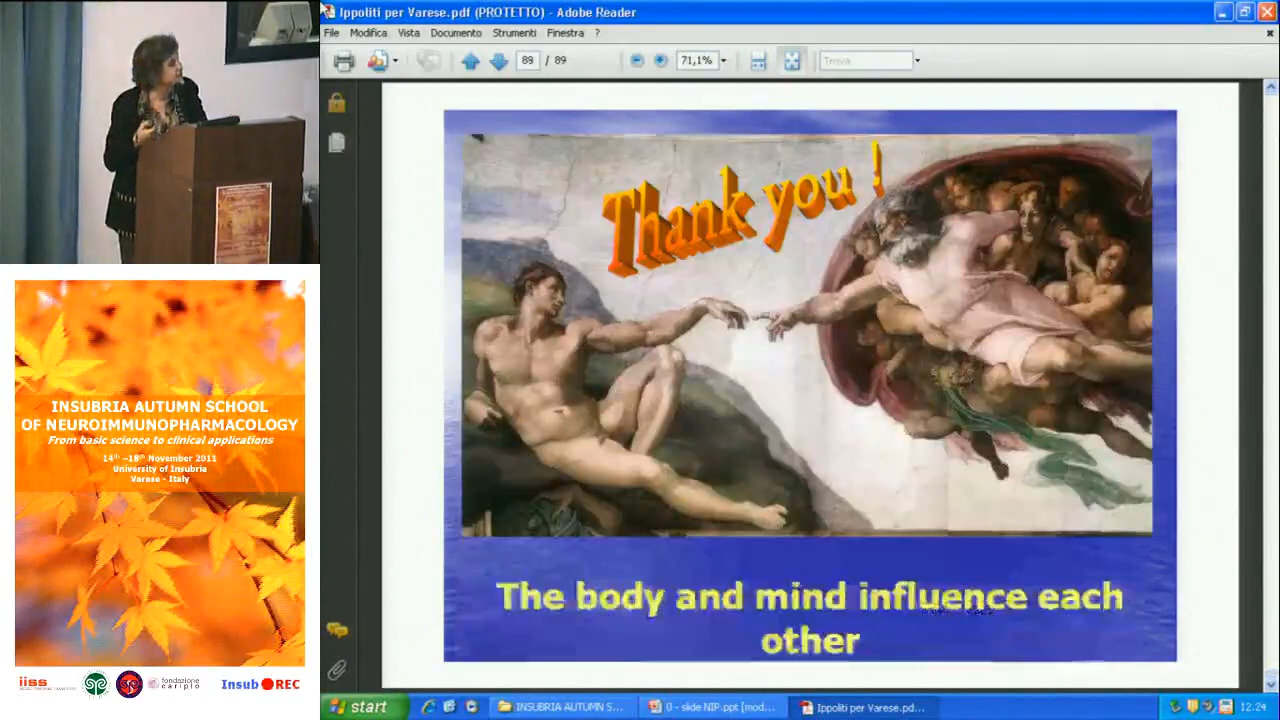 Ippoliti per Varese.pdf (PROTETTO) - Adobe Reader
File Modifica Vista Documento Strumenti Finestra ?
89 / 89 71,1% Trova
Thank you !
The body and mind influence each
other
INSUBRIA AUTUMN SCHOOL
OF NEUROIMMUNOPHARMACOLOGY
From basic science to clinical applications
14th –18th November 2011
University of Insubria
Varese - Italy
iiss
fondazione
cariplo
Insub REC
start INSUBRIA AUTUMN S... 0 - slide NIP.ppt [mod... Ippoliti per Varese.pd... 12.24